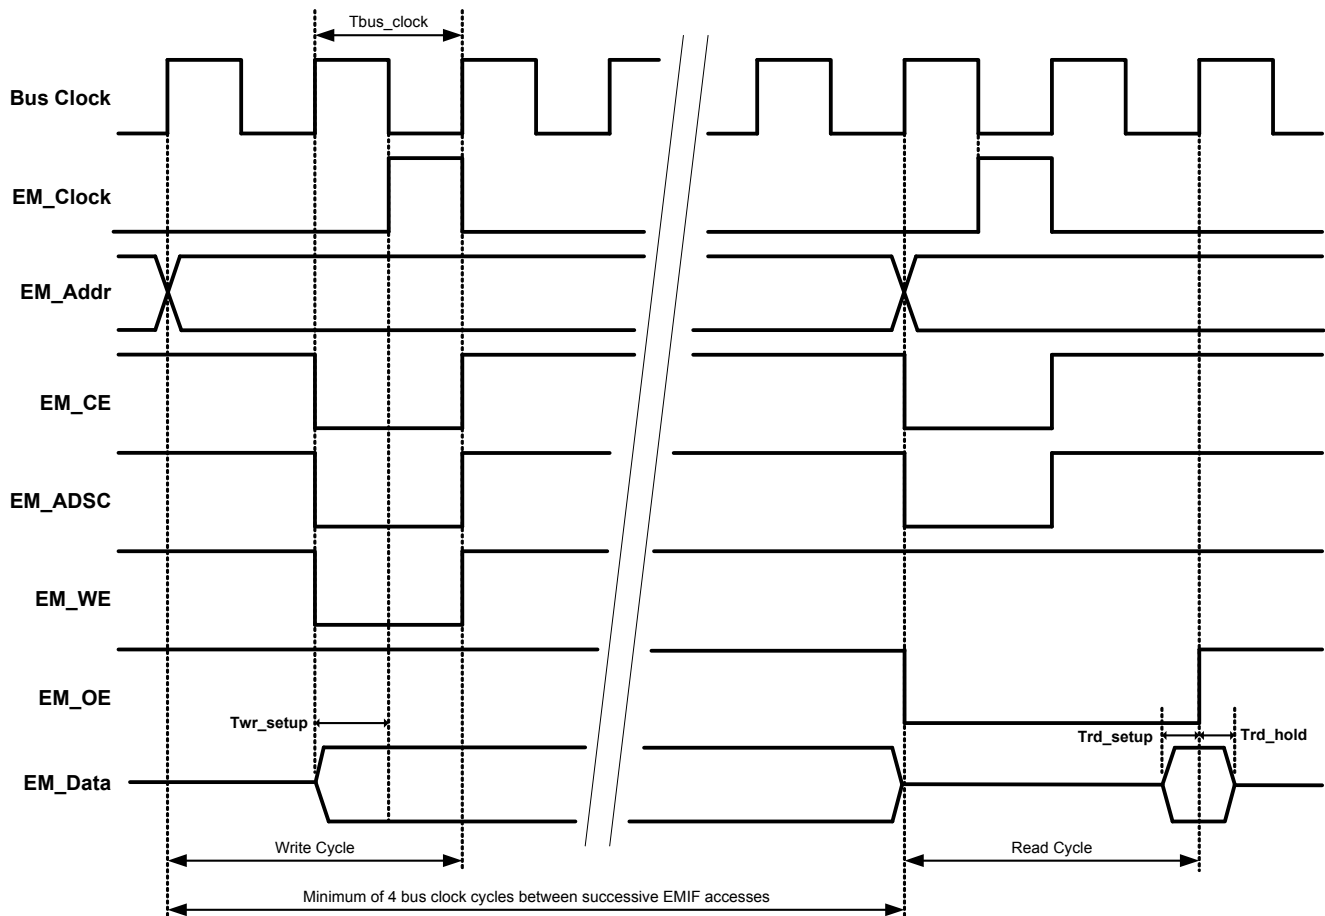 Tbus_clock
Bus Clock
EM_Clock
EM_Addr
EM_CE
EM_ADSC
EM_WE
EM_OE
Twr_setup
Trd_setup
Trd_hold
EM_Data
Write Cycle
Read Cycle
Minimum of 4 bus clock cycles between successive EMIF accesses